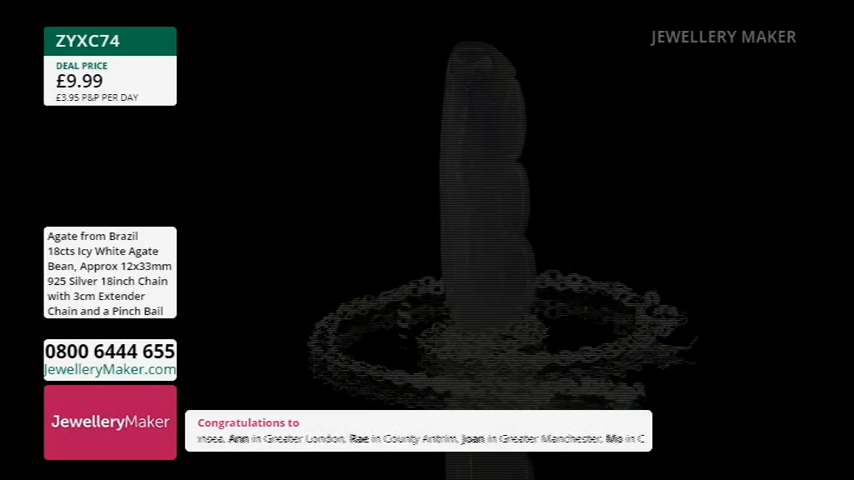 ZYXC74
DEAL PRICE
£9.99
£3.95 P&P PER DAY
JEWELLERY MAKER
Agate from Brazil
18cts Icy White Agate
Bean, Approx 12x33mm
925 Silver 18inch Chain
with 3cm Extender
Chain and a Pinch Bail
0800 6444 655
JewelleryMaker.com
JewelleryMaker
Congratulations to
Ann in Greater London, Rae in County Antrim, Joan in Greater Manchester, Mo in C